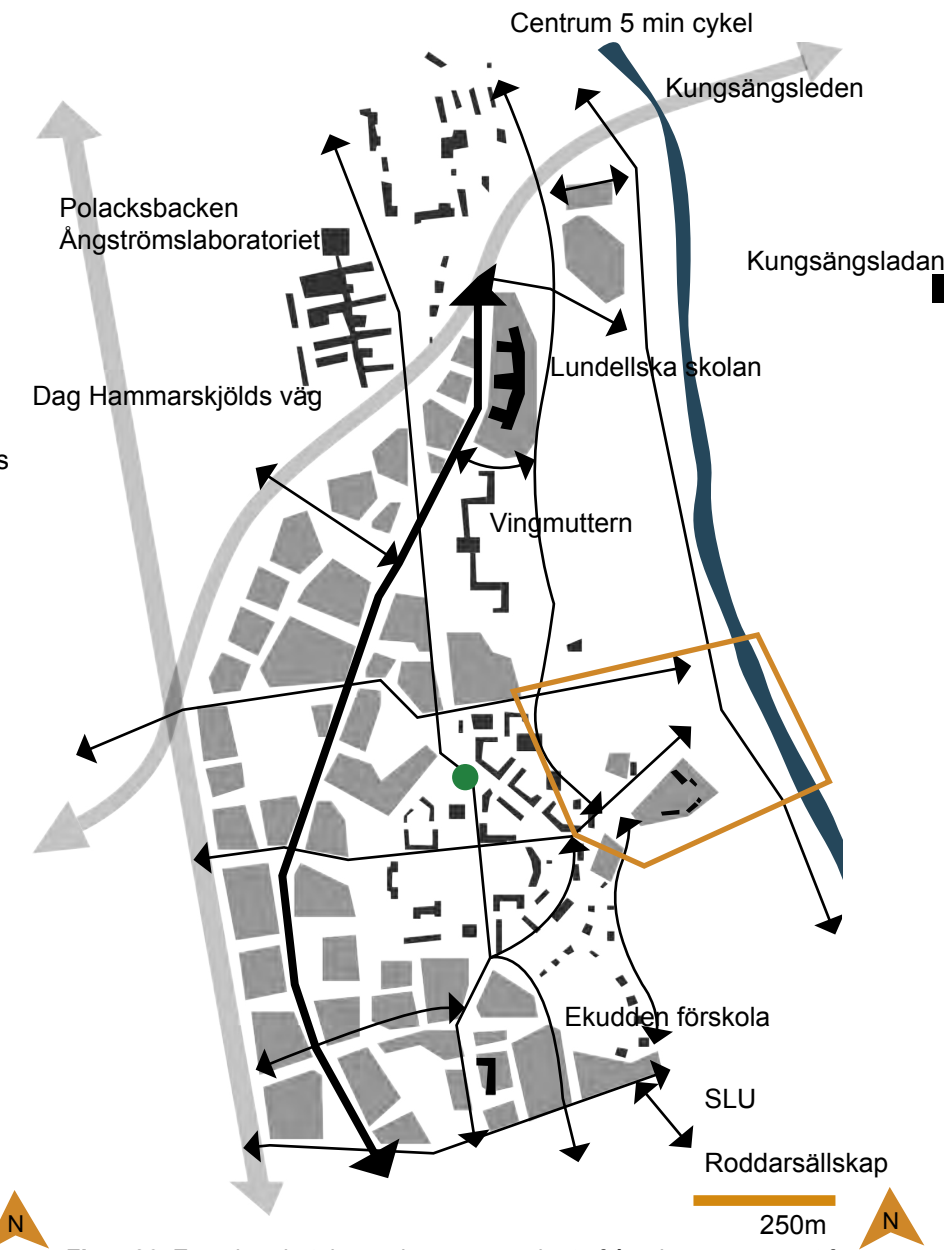 Centrum 5 min cykel
Kungsängsleden
Polacksbacken
Ångströmslaboratoriet
Kungsängsladan
Lundellska skolan
Dag Hammarskjölds väg
s
Vingmuttern
Ekudden förskola
SLU
Roddarsällskap
250m
N
N